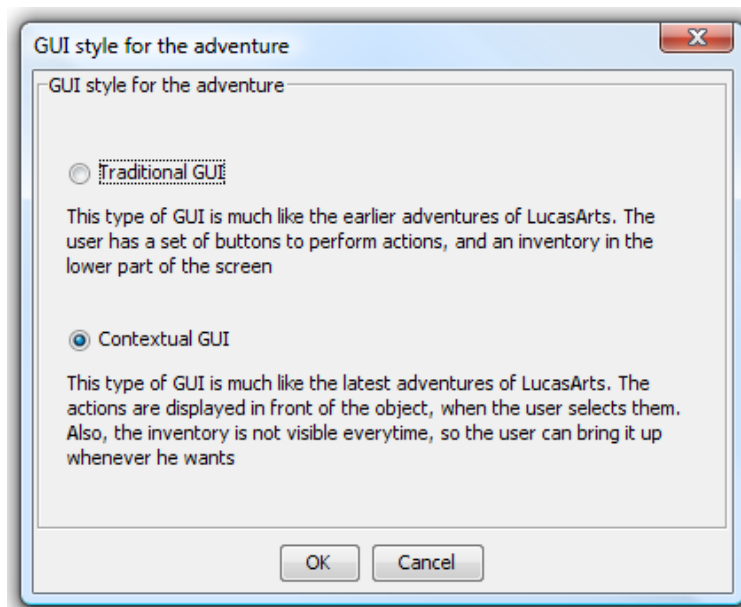 GUI style for the adventure
GUI style for the adventure
Traditional GUI
This type of GUI is much like the earlier adventures of LucasArts. The
user has a set of buttons to perform actions, and an inventory in the
lower part of the screen
Contextual GUI
This type of GUI is much like the latest adventures of LucasArts. The
actions are displayed in front of the object, when the user selects them.
Also, the inventory is not visible everytime, so the user can bring it up
whenever he wants
OK Cancel